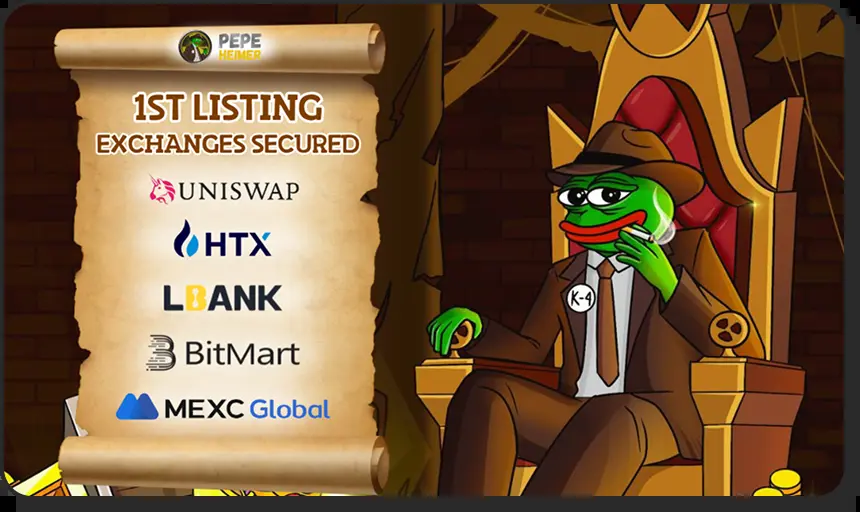 PEPE
HEIMER
1ST LISTING
EXCHANGES SECURED
UNISWAP
HTX
LBANK
BitMart
MEXC Global
K-4